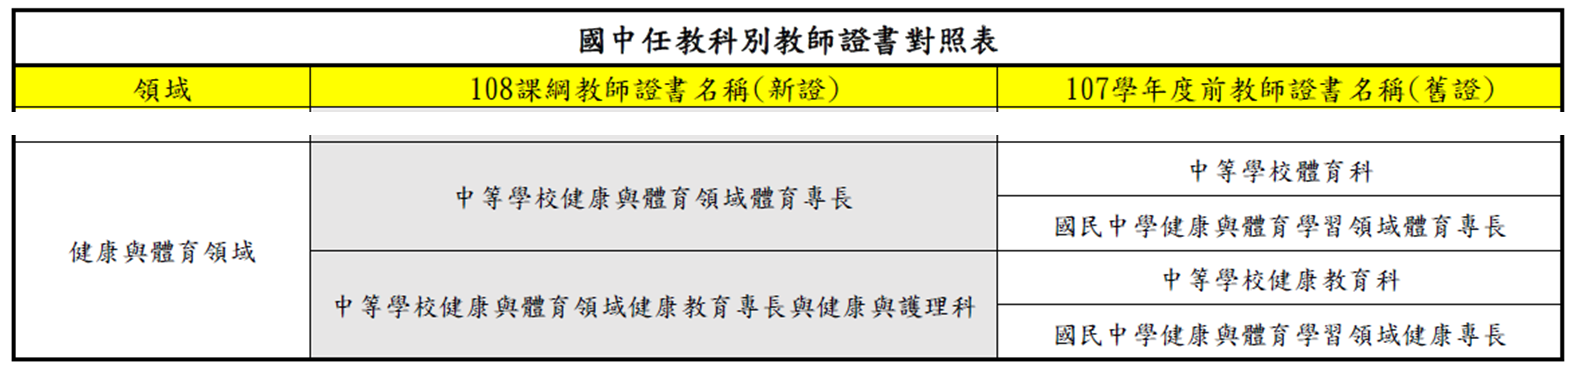 國中任教科別教師證書對照表
領域
108課綱教師證書名稱(新證)
107學年度前教師證書名稱(舊證)
健康與體育領域
中等學校健康與體育領域體育專長
中等學校體育科
國民中學健康與體育學習領域體育專長
中等學校健康與體育領域健康教育專長與健康與護理科
中等學校健康教育科
國民中學健康與體育學習領域健康專長